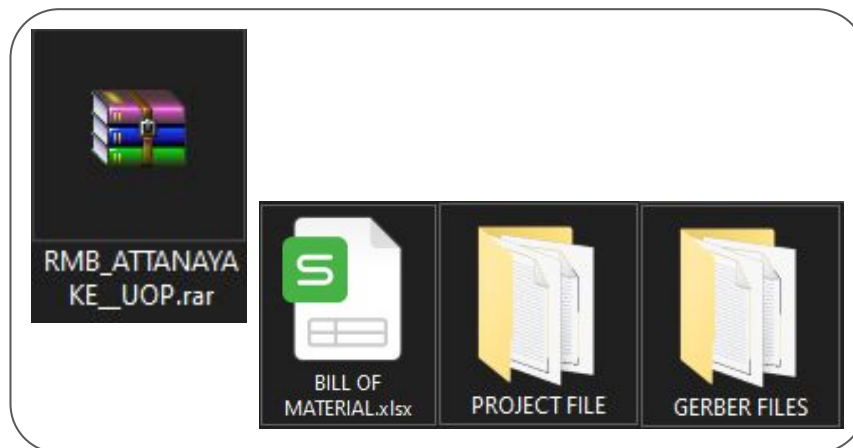 RMB_ATTANAYA
KE__UOP.rar
S
BILL OF
MATERIAL.xlsx
PROJECT FILE
GERBER FILES